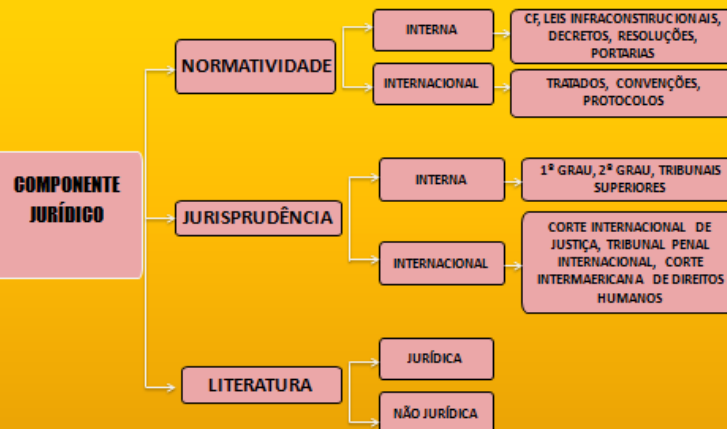 COMPONENTE
JURÍDICO
NORMATIVIDADE
INTERNA
CF, LEIS INFRACONSTIRUCIONAIS,
DECRETOS, RESOLUÇÕES,
PORTARIAS
INTERNACIONAL
TRATADOS, CONVENÇÕES,
PROTOCOLOS
JURISPRUDÊNCIA
INTERNA
1º GRAU, 2º GRAU, TRIBUNAIS
SUPERIORES
INTERNACIONAL
CORTE INTERNACIONAL DE
JUSTIÇA, TRIBUNAL PENAL
INTERNACIONAL, CORTE
INTERMAERICANA DE DIREITOS
HUMANOS
LITERATURA
JURÍDICA
NÃO JURÍDICA